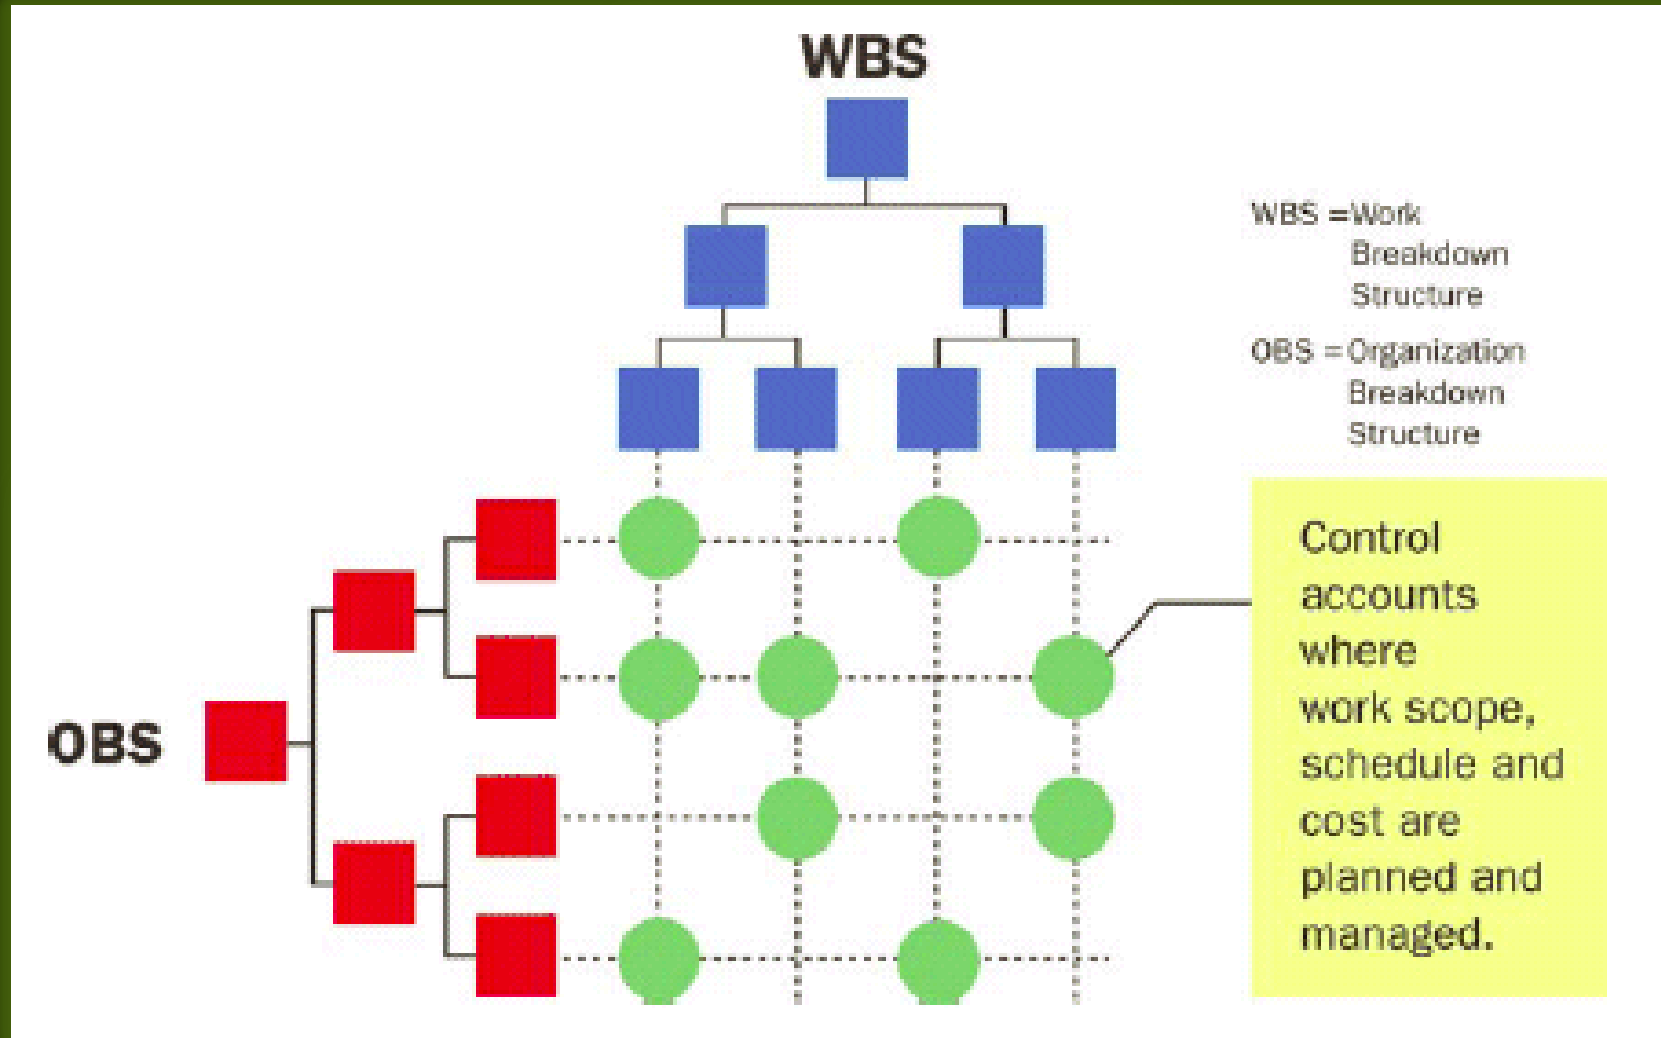 WBS
WBS =Work
Breakdown
Structure
OBS =Organization
Breakdown
Structure
OBS
Control
accounts
where
work scope,
schedule and
cost are
planned and
managed.